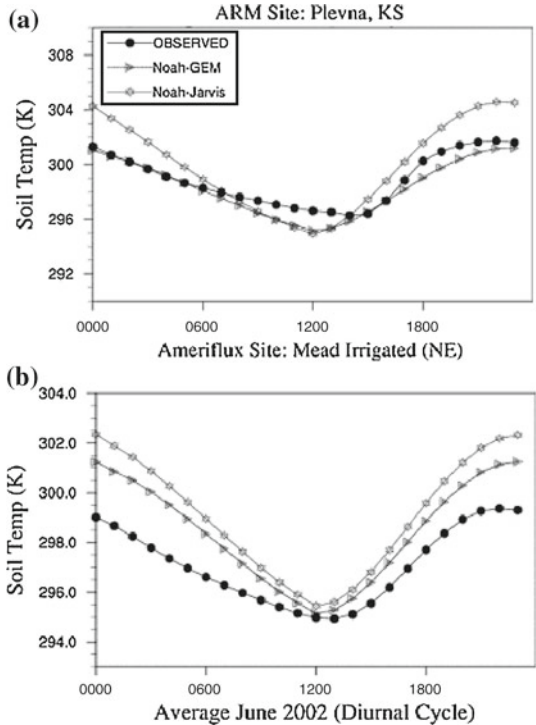 (a)
ARM Site: Plevna, KS
308
304
300
296
292
Soil Temp (K)
OBSERVED
Noah-GEM
Noah-Jarvis
0000 0600 1200 1800
Ameriflux Site: Mead Irrigated (NE)
(b)
304.0
302.0
300.0
298.0
296.0
294.0
Soil Temp (K)
0000 0600 1200 1800
Average June 2002 (Diurnal Cycle)